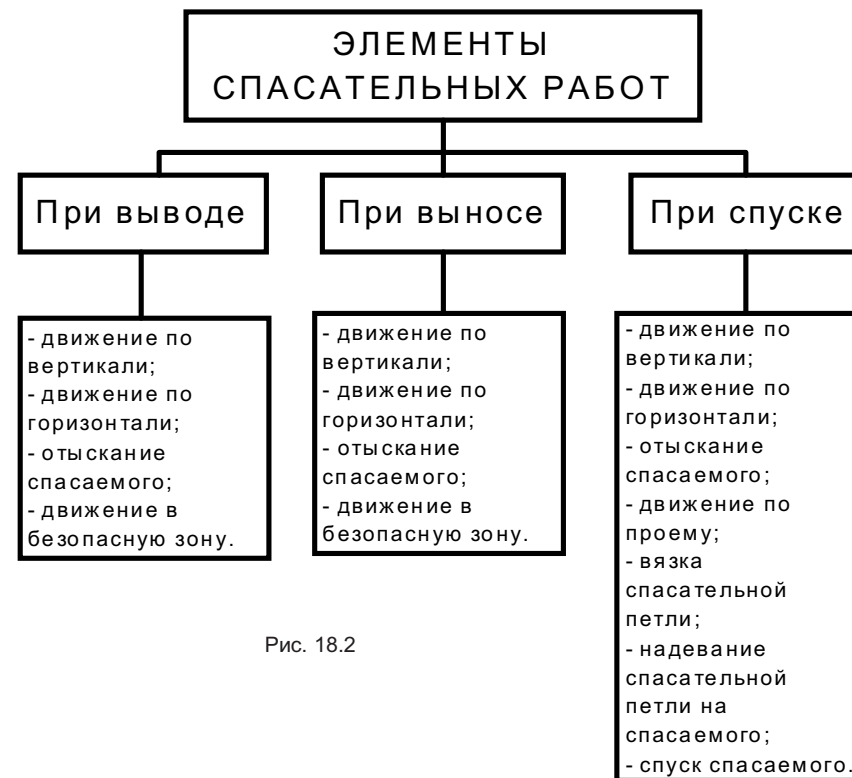 ЭЛЕМЕНТЫ
СПАСАТЕЛЬНЫХ РАБОТ
При выводе
- движение по
вертикали;
- движение по
горизонтали;
- отыскание
спасаемого;
- движение в
безопасную зону.
При выносе
- движение по
вертикали;
- движение по
горизонтали;
- отыскание
спасаемого;
- движение в
безопасную зону.
При спуске
- движение по
вертикали;
- движение по
горизонтали;
- отыскание
спасаемого;
- движение по
проему;
- вязка
спасательной
петли;
- надевание
спасательной
петли на
спасаемого;
- спуск спасаемого.
Рис. 18.2